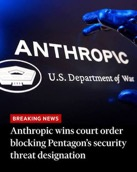 ANTHROPIC
U.S. Department of War
BREAKING NEWS
Anthropic wins court order
blocking Pentagon's security
threat designation